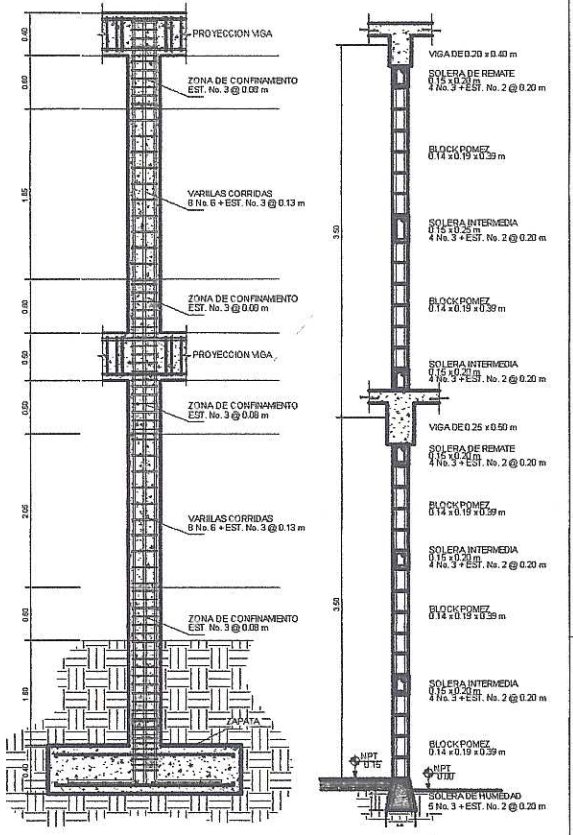 0.40
PROYECCION VIGA
0.60
ZONA DE CONFINAMIENTO
EST. No. 3 @ 0.08 m
VARILLAS CORRIDAS
8 No. 6 + EST. No. 3 @ 0.13 m
0.60
ZONA DE CONFINAMIENTO
EST. No. 3 @ 0.08 m
0.50
PROYECCION VIGA
0.60
ZONA DE CONFINAMIENTO
EST. No. 3 @ 0.08 m
2.05
VARILLAS CORRIDAS
8 No. 6 + EST. No. 3 @ 0.13 m
0.60
ZONA DE CONFINAMIENTO
EST. No. 3 @ 0.08 m
ZAPATA
0.40
VIGA DE 0.20 x 0.40 m
SOLERA DE REMATE
0.15 x 0.20 m
4 No. 3 + EST. No. 2 @ 0.20 m
BLOCK POMEZ
0.14 x 0.19 x 0.39 m
3.50
SOLERA INTERMEDIA
0.15 x 0.25 m
4 No. 3 + EST. No. 2 @ 0.20 m
BLOCK POMEZ
0.14 x 0.19 x 0.39 m
SOLERA INTERMEDIA
0.15 x 0.20 m
4 No. 3 + EST. No. 2 @ 0.20 m
VIGA DE 0.25 x 0.50 m
SOLERA DE REMATE
0.15 x 0.20 m
4 No. 3 + EST. No. 2 @ 0.20 m
BLOCK POMEZ
0.14 x 0.19 x 0.39 m
SOLERA INTERMEDIA
0.15 x 0.20 m
4 No. 3 + EST. No. 2 @ 0.20 m
3.50
BLOCK POMEZ
0.14 x 0.19 x 0.39 m
SOLERA INTERMEDIA
0.15 x 0.20 m
4 No. 3 + EST. No. 2 @ 0.20 m
BLOCK POMEZ
0.14 x 0.19 x 0.39 m
NPT
0.15
NPT
0.00
SOLERA DE HUMEDAD
5 No. 3 + EST. No. 2 @ 0.20 m